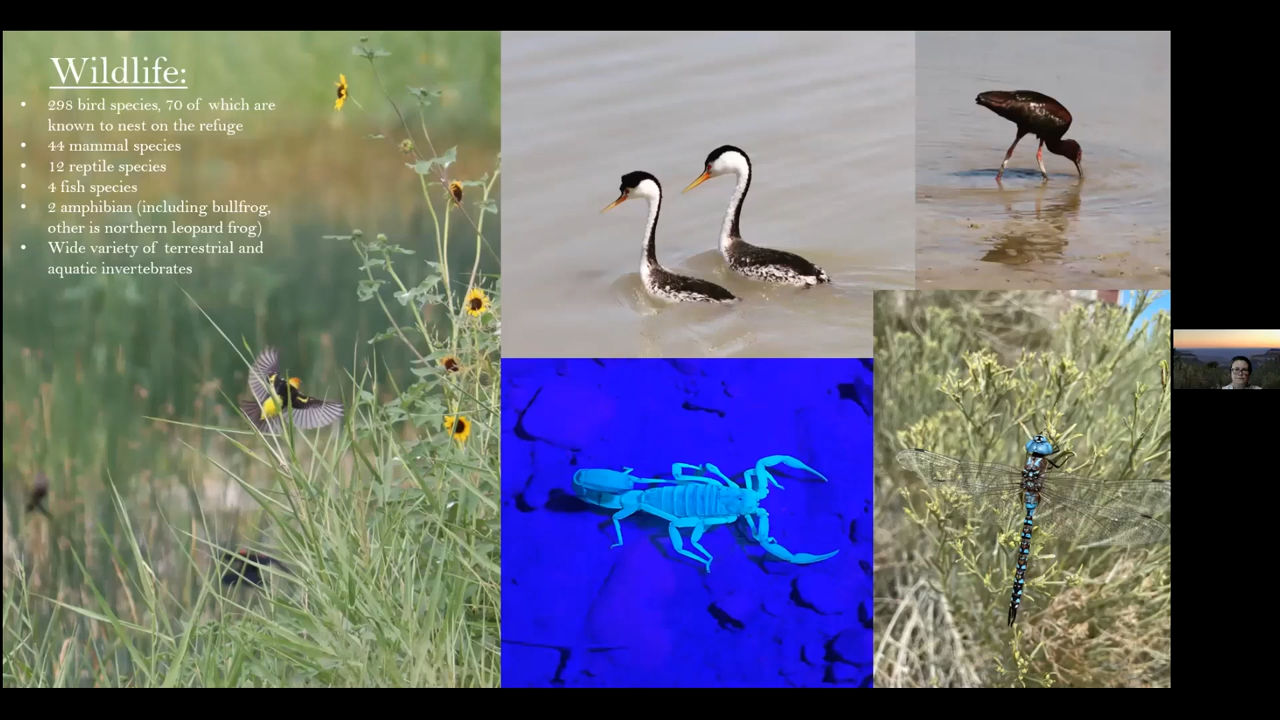 Wildlife:
• 298 bird species, 70 of which are
known to nest on the refuge
• 44 mammal species
• 12 reptile species
• 4 fish species
• 2 amphibian (including bullfrog,
other is northern leopard frog)
• Wide variety of terrestrial and
aquatic invertebrates